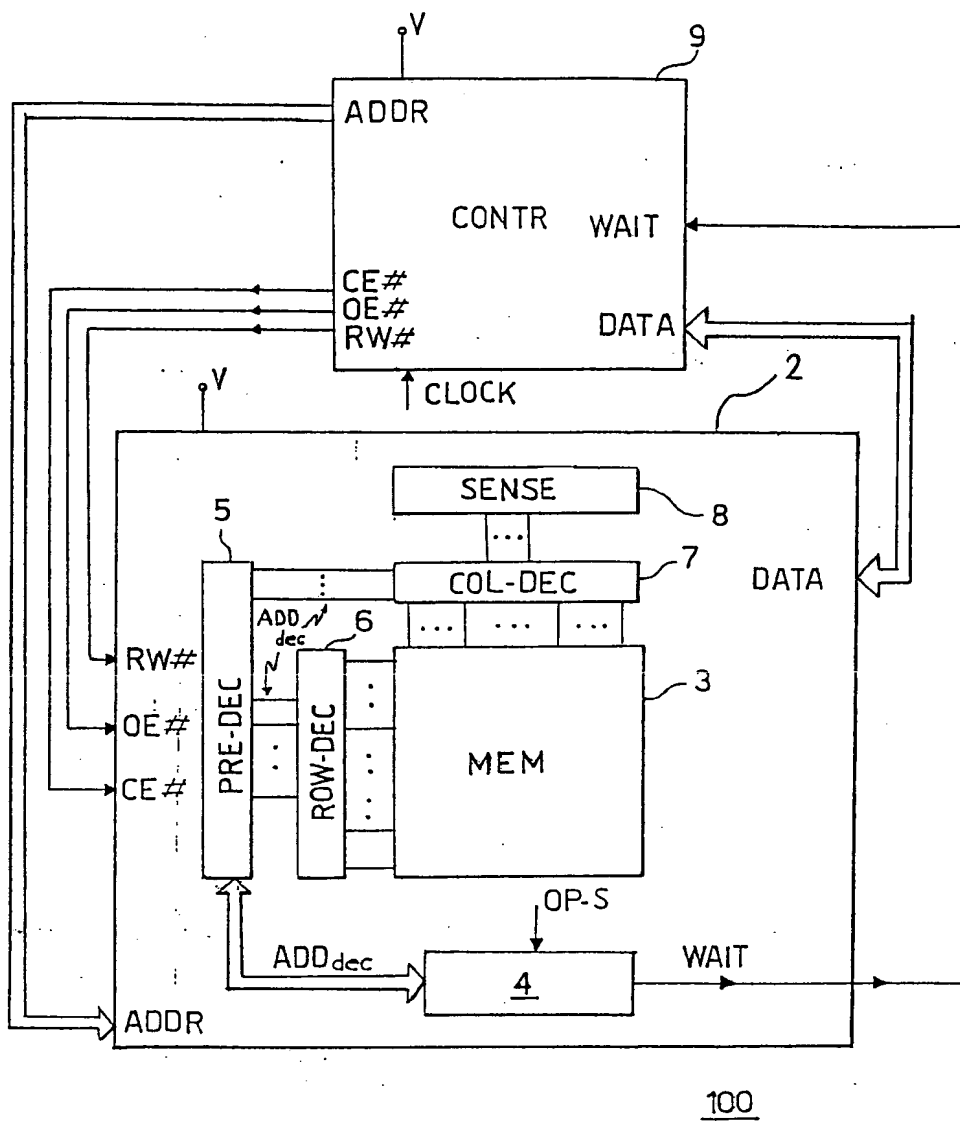 V
9
ADDR
CONTR
WAIT
CE#
OE#
RW#
DATA
CLOCK
V
2
SENSE
8
5
COL-DEC
7
DATA
ADD dec
6
RW#
OE#
CE#
PRE-DEC
ROW-DEC
MEM
3
OP-S
ADDdec
4
WAIT
ADDR
100